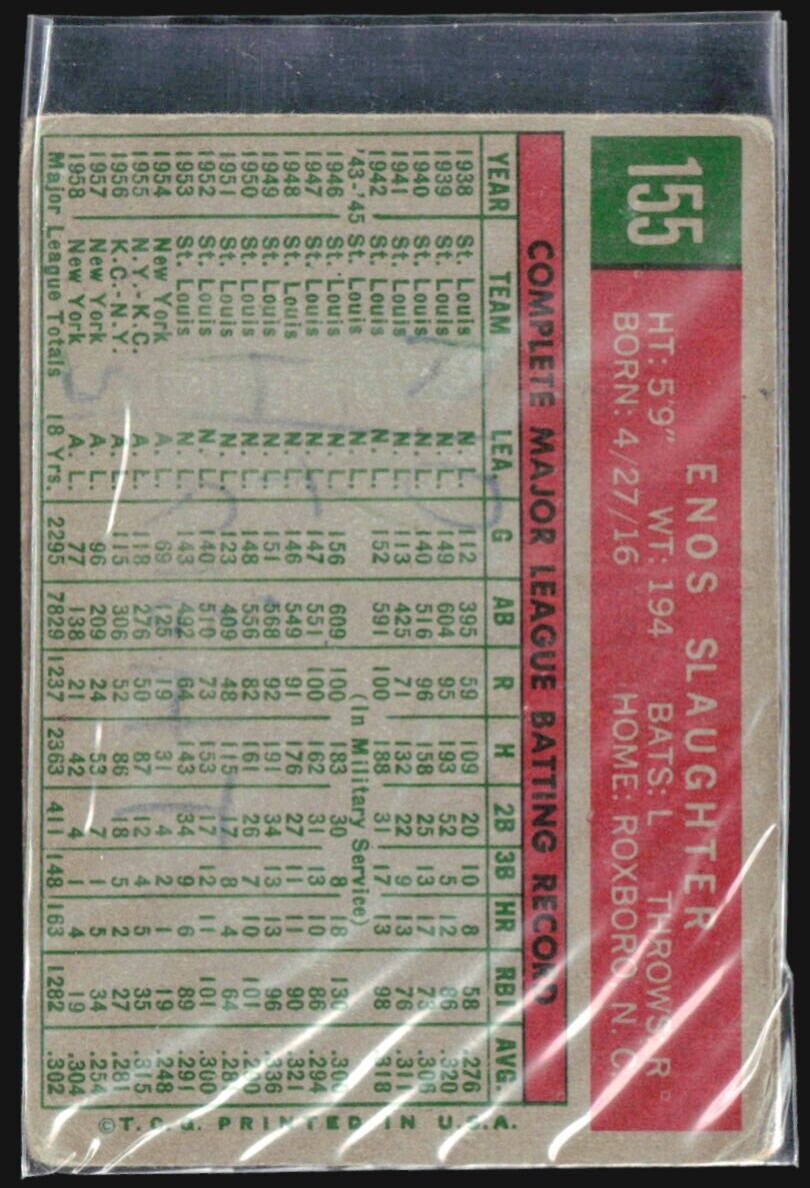 155
ENOS SLAUGHTER
HT: 5'9" WT: 194 BATS: L THROWS: R
BORN: 4/27/16 HOME: ROXBORO N. C.
COMPLETE MAJOR LEAGUE BATTING RECORD
YEAR TEAM LEA G AB R H 2B 3B HR RBI AVG
1938 St. Louis N. L. 112 395 59 109 20 10 8 58 .276
1939 St. Louis N. L. 149 604 95 193 52 5 12 86 .320
1940 St. Louis N. L. 140 516 96 158 25 13 17 73 .306
1941 St. Louis N. L. 113 425 71 132 22 9 13 76 .311
1942 St. Louis N. L. 152 591 100 188 31 17 13 98 .318
'43-'45 St. Louis N. L. (In Military Service)
1946 St. Louis N. L. 156 609 100 183 30 8 18 130 .300
1947 St. Louis N. L. 147 551 100 162 31 13 10 86 .294
1948 St. Louis N. L. 146 549 91 176 27 11 11 90 .321
1949 St. Louis N. L. 151 568 92 191 34 13 13 96 .336
1950 St. Louis N. L. 148 556 82 161 26 7 10 101 .290
1951 St. Louis N. L. 123 409 48 115 17 8 4 64 .281
1952 St. Louis N. L. 140 510 73 153 17 12 11 101 .300
1953 St. Louis N. L. 143 492 64 143 34 9 6 89 .291
1954 New York A. L. 69 125 19 31 4 2 1 19 .248
1955 N.Y.-K.C. A. L. 118 276 50 87 12 4 5 35 .315
1956 K.C.-N.Y. A. L. 115 306 52 86 18 5 2 27 .281
1957 New York A. L. 96 209 24 53 7 1 5 34 .254
1958 New York A. L. 77 138 21 42 4 1 4 19 .304
Major League Totals 18 Yrs. 2295 7829 1237 2363 411 148 163 1282 .302
©T. C. G. PRINTED IN U.S.A.